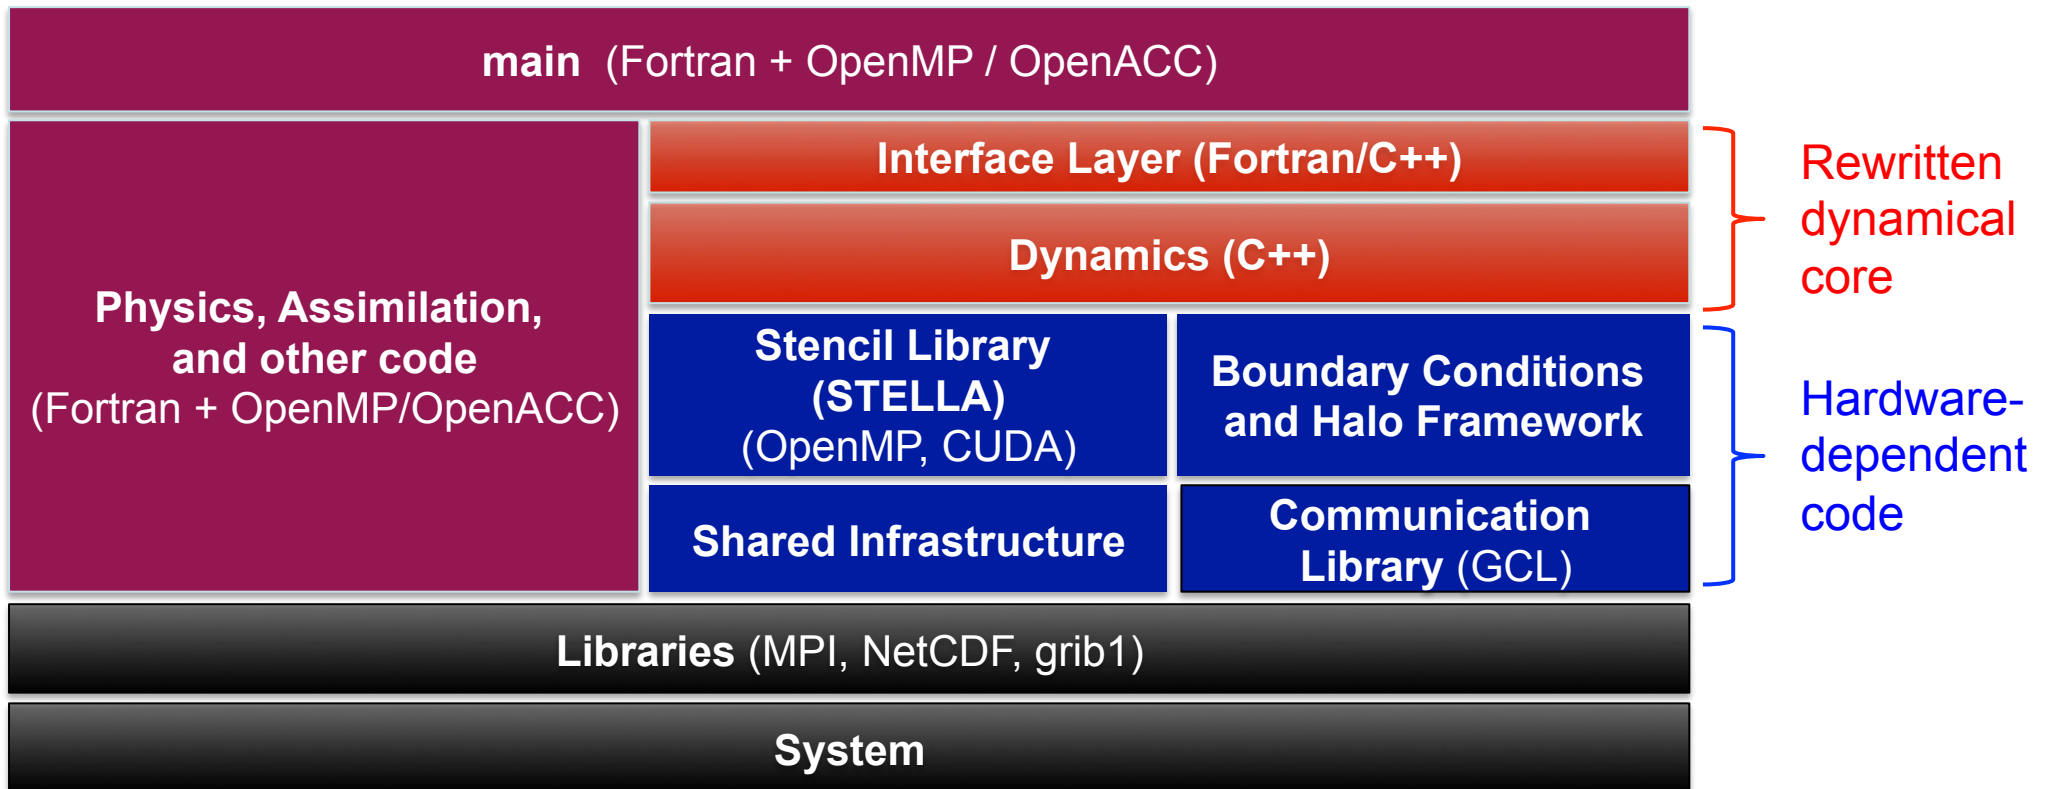 main (Fortran + OpenMP / OpenACC)
Interface Layer (Fortran/C++)
Dynamics (C++)
Rewritten
dynamical
core
Physics, Assimilation,
and other code
(Fortran + OpenMP/OpenACC)
Stencil Library
(STELLA)
(OpenMP, CUDA)
Boundary Conditions
and Halo Framework
Shared Infrastructure
Communication
Library (GCL)
Hardware-
dependent
code
Libraries (MPI, NetCDF, grib1)
System